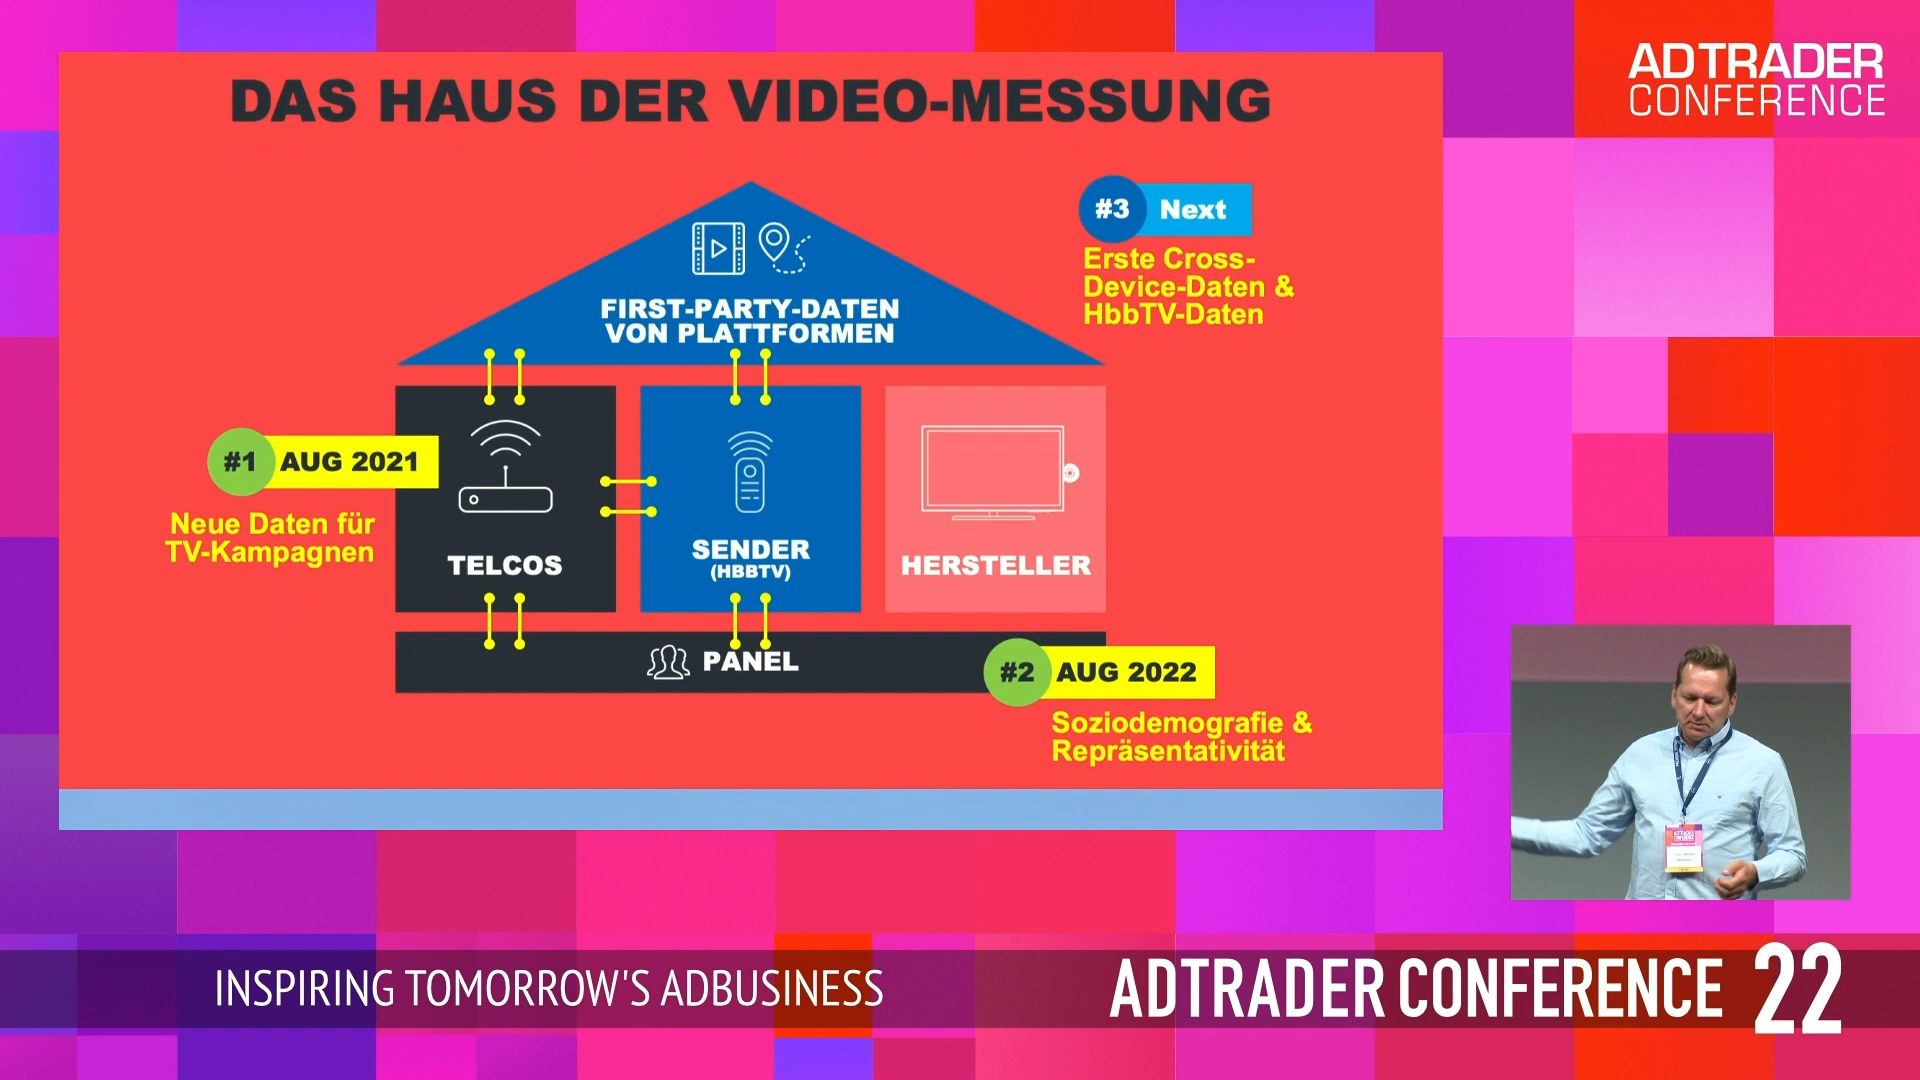 DAS HAUS DER VIDEO-MESSUNG
ADTRADER
CONFERENCE
#3 Next
Erste Cross-
Device-Daten &
HbbTV-Daten
FIRST-PARTY-DATEN
VON PLATTFORMEN
#1 AUG 2021
Neue Daten für
TV-Kampagnen
TELCOS
SENDER
(HBBTV)
HERSTELLER
PANEL
#2 AUG 2022
Soziodemografie &
Repräsentativität
INSPIRING TOMORROW'S ADBUSINESS
ADTRADER CONFERENCE 22